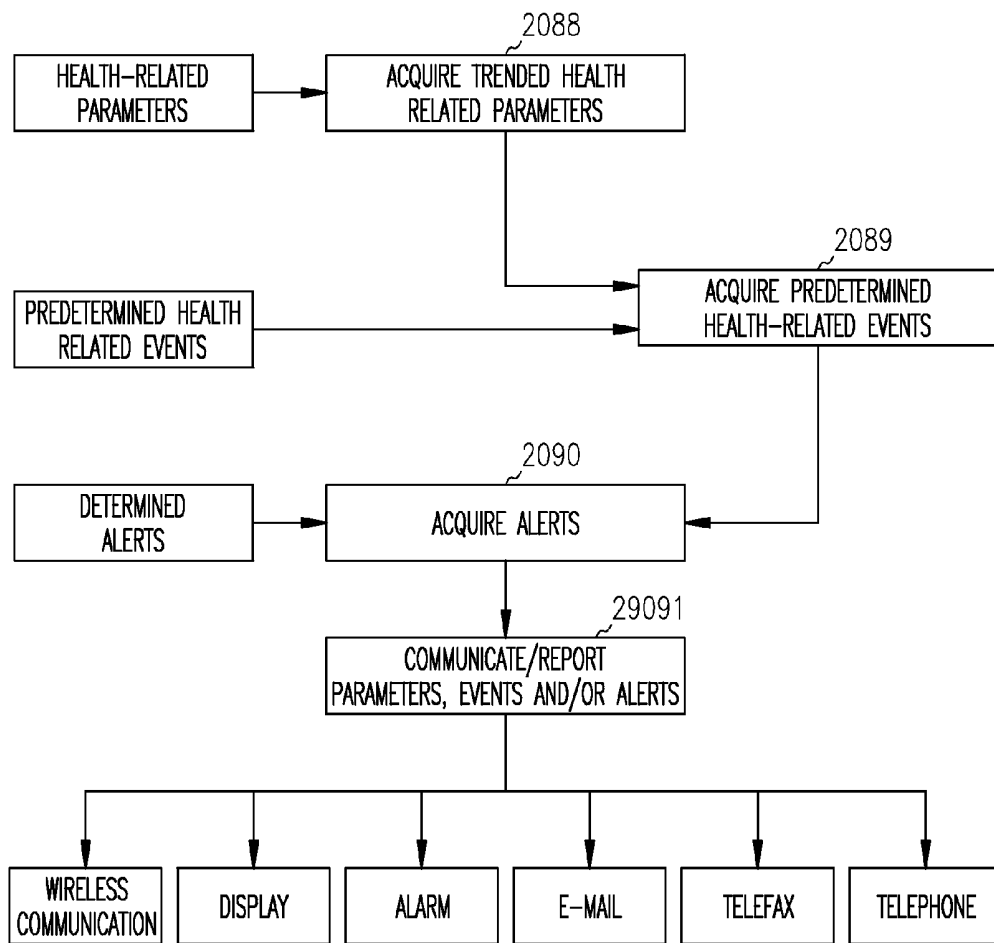 2088
HEALTH-RELATED
PARAMETERS
ACQUIRE TRENDED HEALTH
RELATED PARAMETERS
2089
PREDETERMINED HEALTH
RELATED EVENTS
ACQUIRE PREDETERMINED
HEALTH-RELATED EVENTS
2090
DETERMINED
ALERTS
ACQUIRE ALERTS
29091
COMMUNICATE/REPORT
PARAMETERS, EVENTS AND/OR ALERTS
WIRELESS
COMMUNICATION
DISPLAY
ALARM
E-MAIL
TELEFAX
TELEPHONE